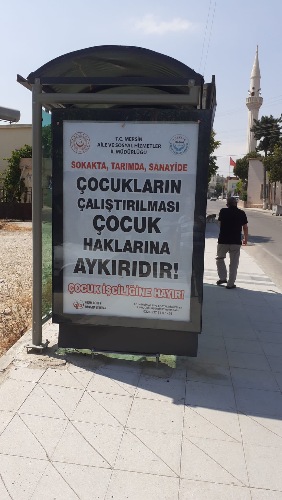 T.C. MERSİN
AİLE VE SOSYAL HİZMETLER
İL MÜDÜRLÜĞÜ
SOKAKTA, TARIMDA, SANAYİDE
ÇOCUKLARIN
ÇALIŞTIRILMASI
ÇOCUK
HAKLARINA
AYKIRIDIR!
ÇOCUK İŞÇİLİĞİNE HAYIR!